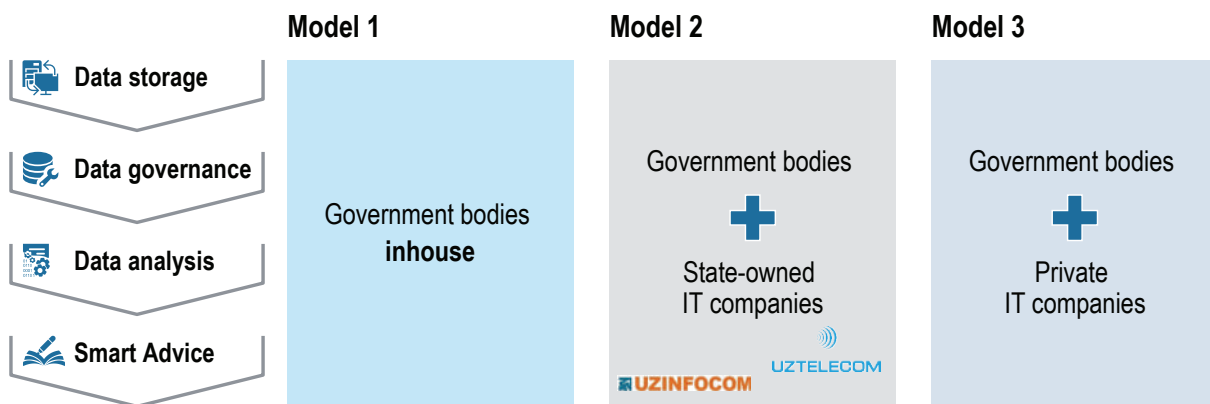 Model 1
Model 2
Model 3
Data storage
Data governance
Data analysis
Smart Advice
Government bodies
inhouse
Government bodies
State-owned
IT companies
UZTELECOM
UZINFOCOM
Government bodies
Private
IT companies